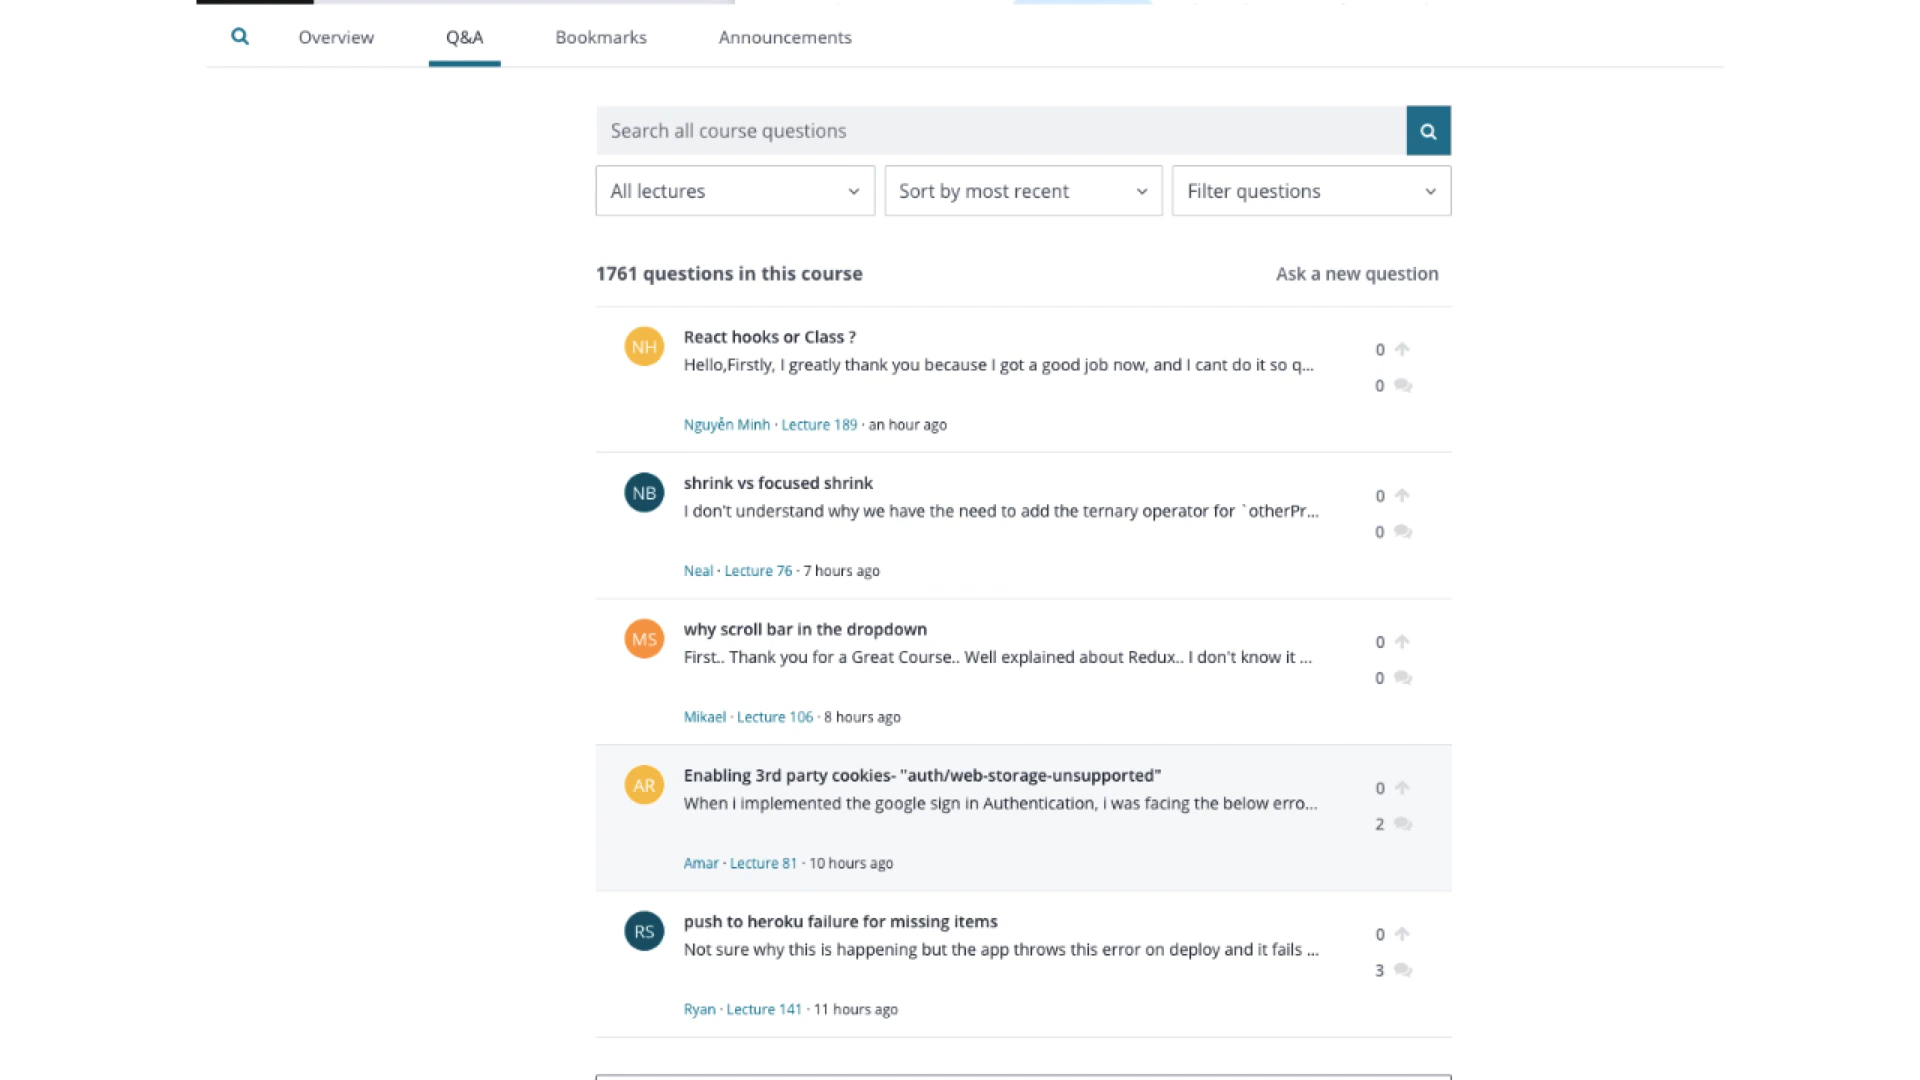 Overview
Q&A
Bookmarks
Announcements
Search all course questions
All lectures
Sort by most recent
Filter questions
1761 questions in this course
Ask a new question
NH
React hooks or Class ?
Hello,Firstly, I greatly thank you because I got a good job now, and I cant do it so q...
0
0
Nguyễn Minh · Lecture 189 · an hour ago
NB
shrink vs focused shrink
I don't understand why we have the need to add the ternary operator for `otherPr...
0
0
Neal · Lecture 76 · 7 hours ago
MS
why scroll bar in the dropdown
First.. Thank you for a Great Course.. Well explained about Redux.. I don't know it ...
0
0
Mikael · Lecture 106 · 8 hours ago
AR
Enabling 3rd party cookies- "auth/web-storage-unsupported"
When i implemented the google sign in Authentication, i was facing the below erro...
0
2
Amar · Lecture 81 · 10 hours ago
RS
push to heroku failure for missing items
Not sure why this is happening but the app throws this error on deploy and it fails ...
0
3
Ryan · Lecture 141 · 11 hours ago